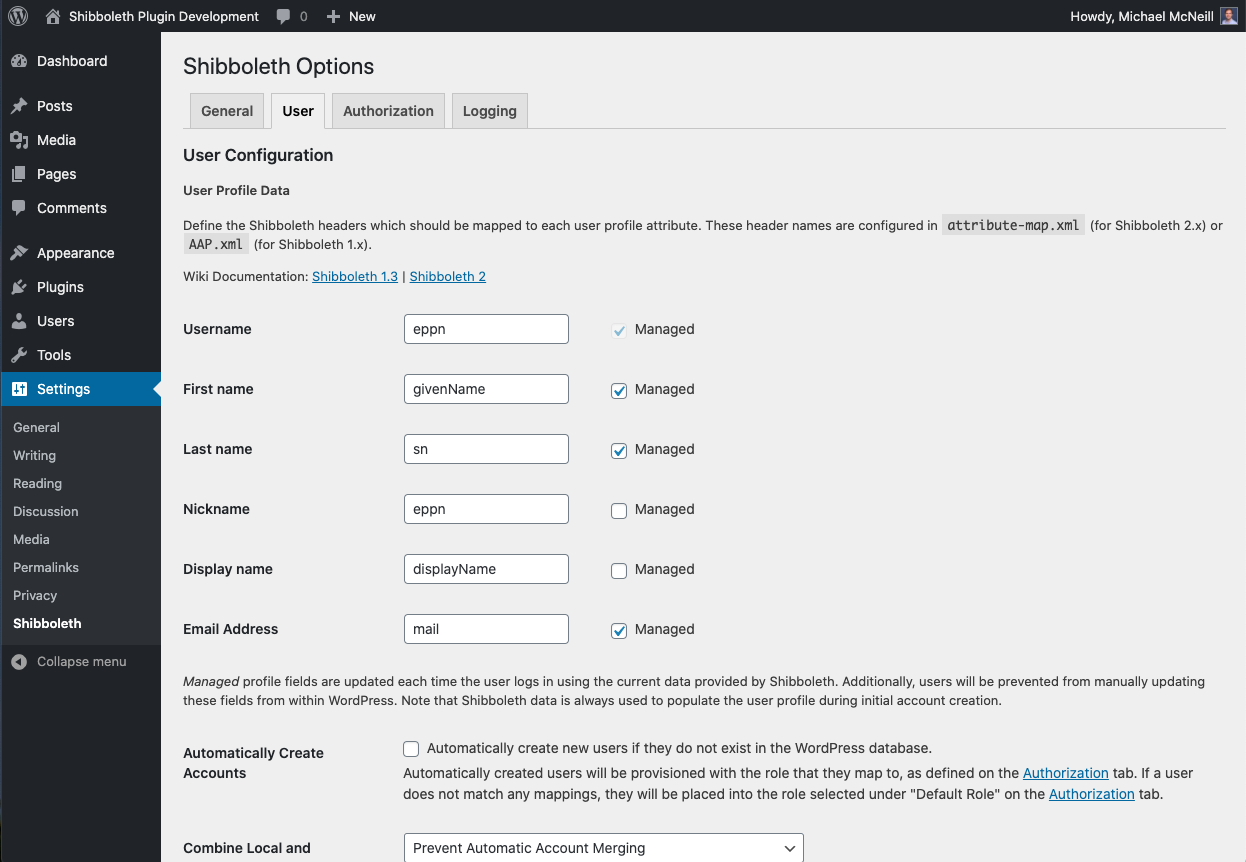 Shibboleth Plugin Development 0 New Howdy, Michael McNeill
Dashboard
Posts
Media
Pages
Comments
Appearance
Plugins
Users
Tools
Settings
General
Writing
Reading
Discussion
Media
Permalinks
Privacy
Shibboleth
Collapse menu
Shibboleth Options
General User Authorization Logging
User Configuration
User Profile Data
Define the Shibboleth headers which should be mapped to each user profile attribute. These header names are configured in attribute-map.xml (for Shibboleth 2.x) or
AAP.xml (for Shibboleth 1.x).
Wiki Documentation: Shibboleth 1.3 | Shibboleth 2
Username eppn Managed
First name givenName Managed
Last name sn Managed
Nickname eppn Managed
Display name displayName Managed
Email Address mail Managed
Managed profile fields are updated each time the user logs in using the current data provided by Shibboleth. Additionally, users will be prevented from manually updating
these fields from within WordPress. Note that Shibboleth data is always used to populate the user profile during initial account creation.
Automatically Create
Accounts
Automatically create new users if they do not exist in the WordPress database.
Automatically created users will be provisioned with the role that they map to, as defined on the Authorization tab. If a user
does not match any mappings, they will be placed into the role selected under "Default Role" on the Authorization tab.
Combine Local and Prevent Automatic Account Merging